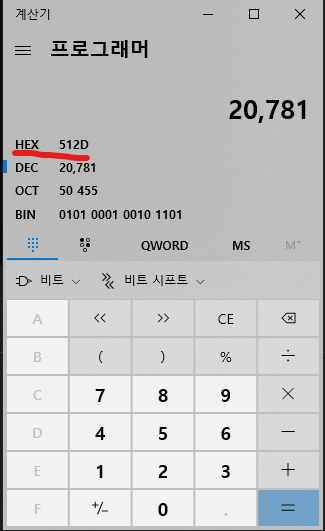 계산기
프로그래머
20,781
HEX 512D
DEC 20,781
OCT 50 455
BIN 0101 0001 0010 1101
QWORD MS M˅
비트 비트 시프트
A << >> CE
B ( ) % ÷
C 7 8 9 ×
D 4 5 6 −
E 1 2 3 +
F +/− 0 . =